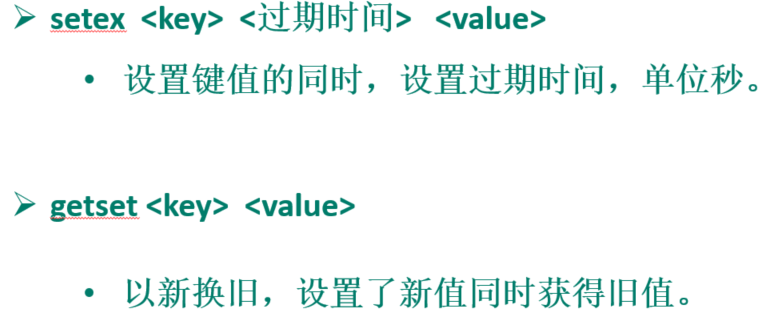 ➢ setex <key> <过期时间> <value>
• 设置键值的同时，设置过期时间，单位秒。
➢ getset <key> <value>
• 以新换旧，设置了新值同时获得旧值。